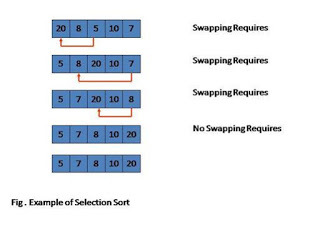 20 8 5 10 7 Swapping Requires
5 8 20 10 7 Swapping Requires
5 7 20 10 8 Swapping Requires
5 7 8 10 20 No Swapping Requires
5 7 8 10 20
Fig . Example of Selection Sort